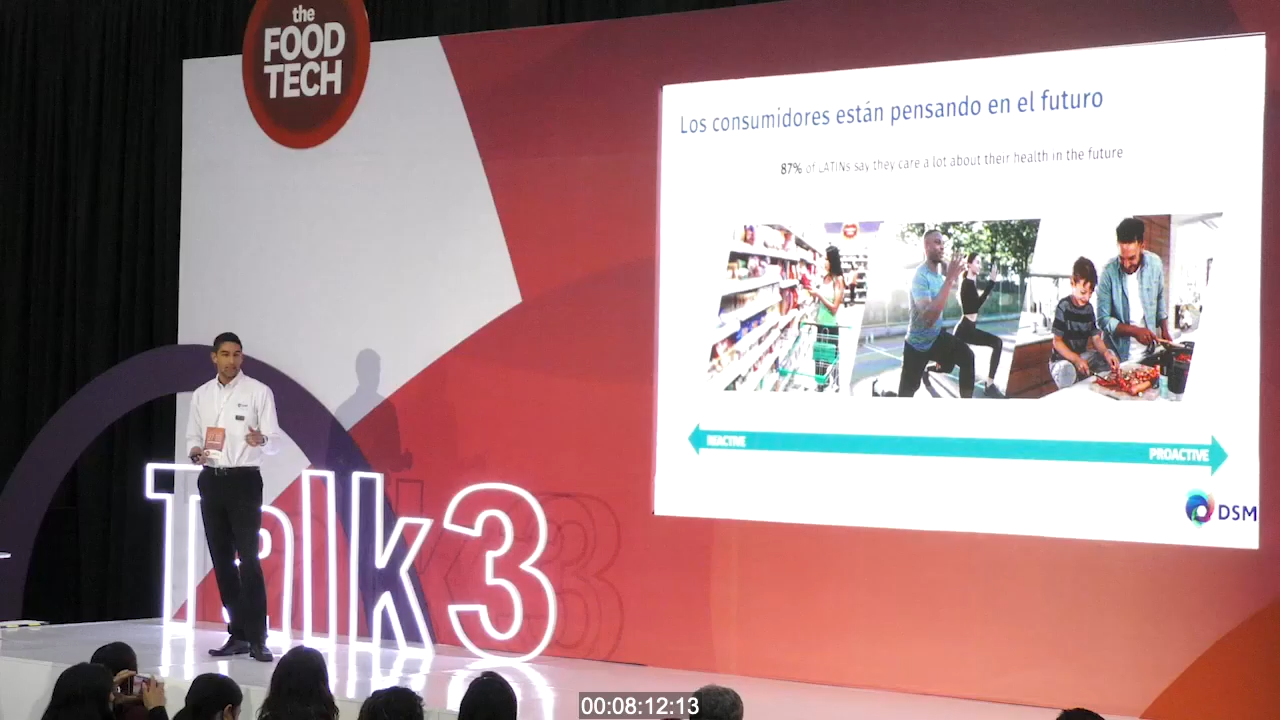 the
FOOD
TECH
Los consumidores están pensando en el futuro
87% of LATINs say they care a lot about their health in the future
REACTIVE
PROACTIVE
DSM
Talk3
00:08:12:13